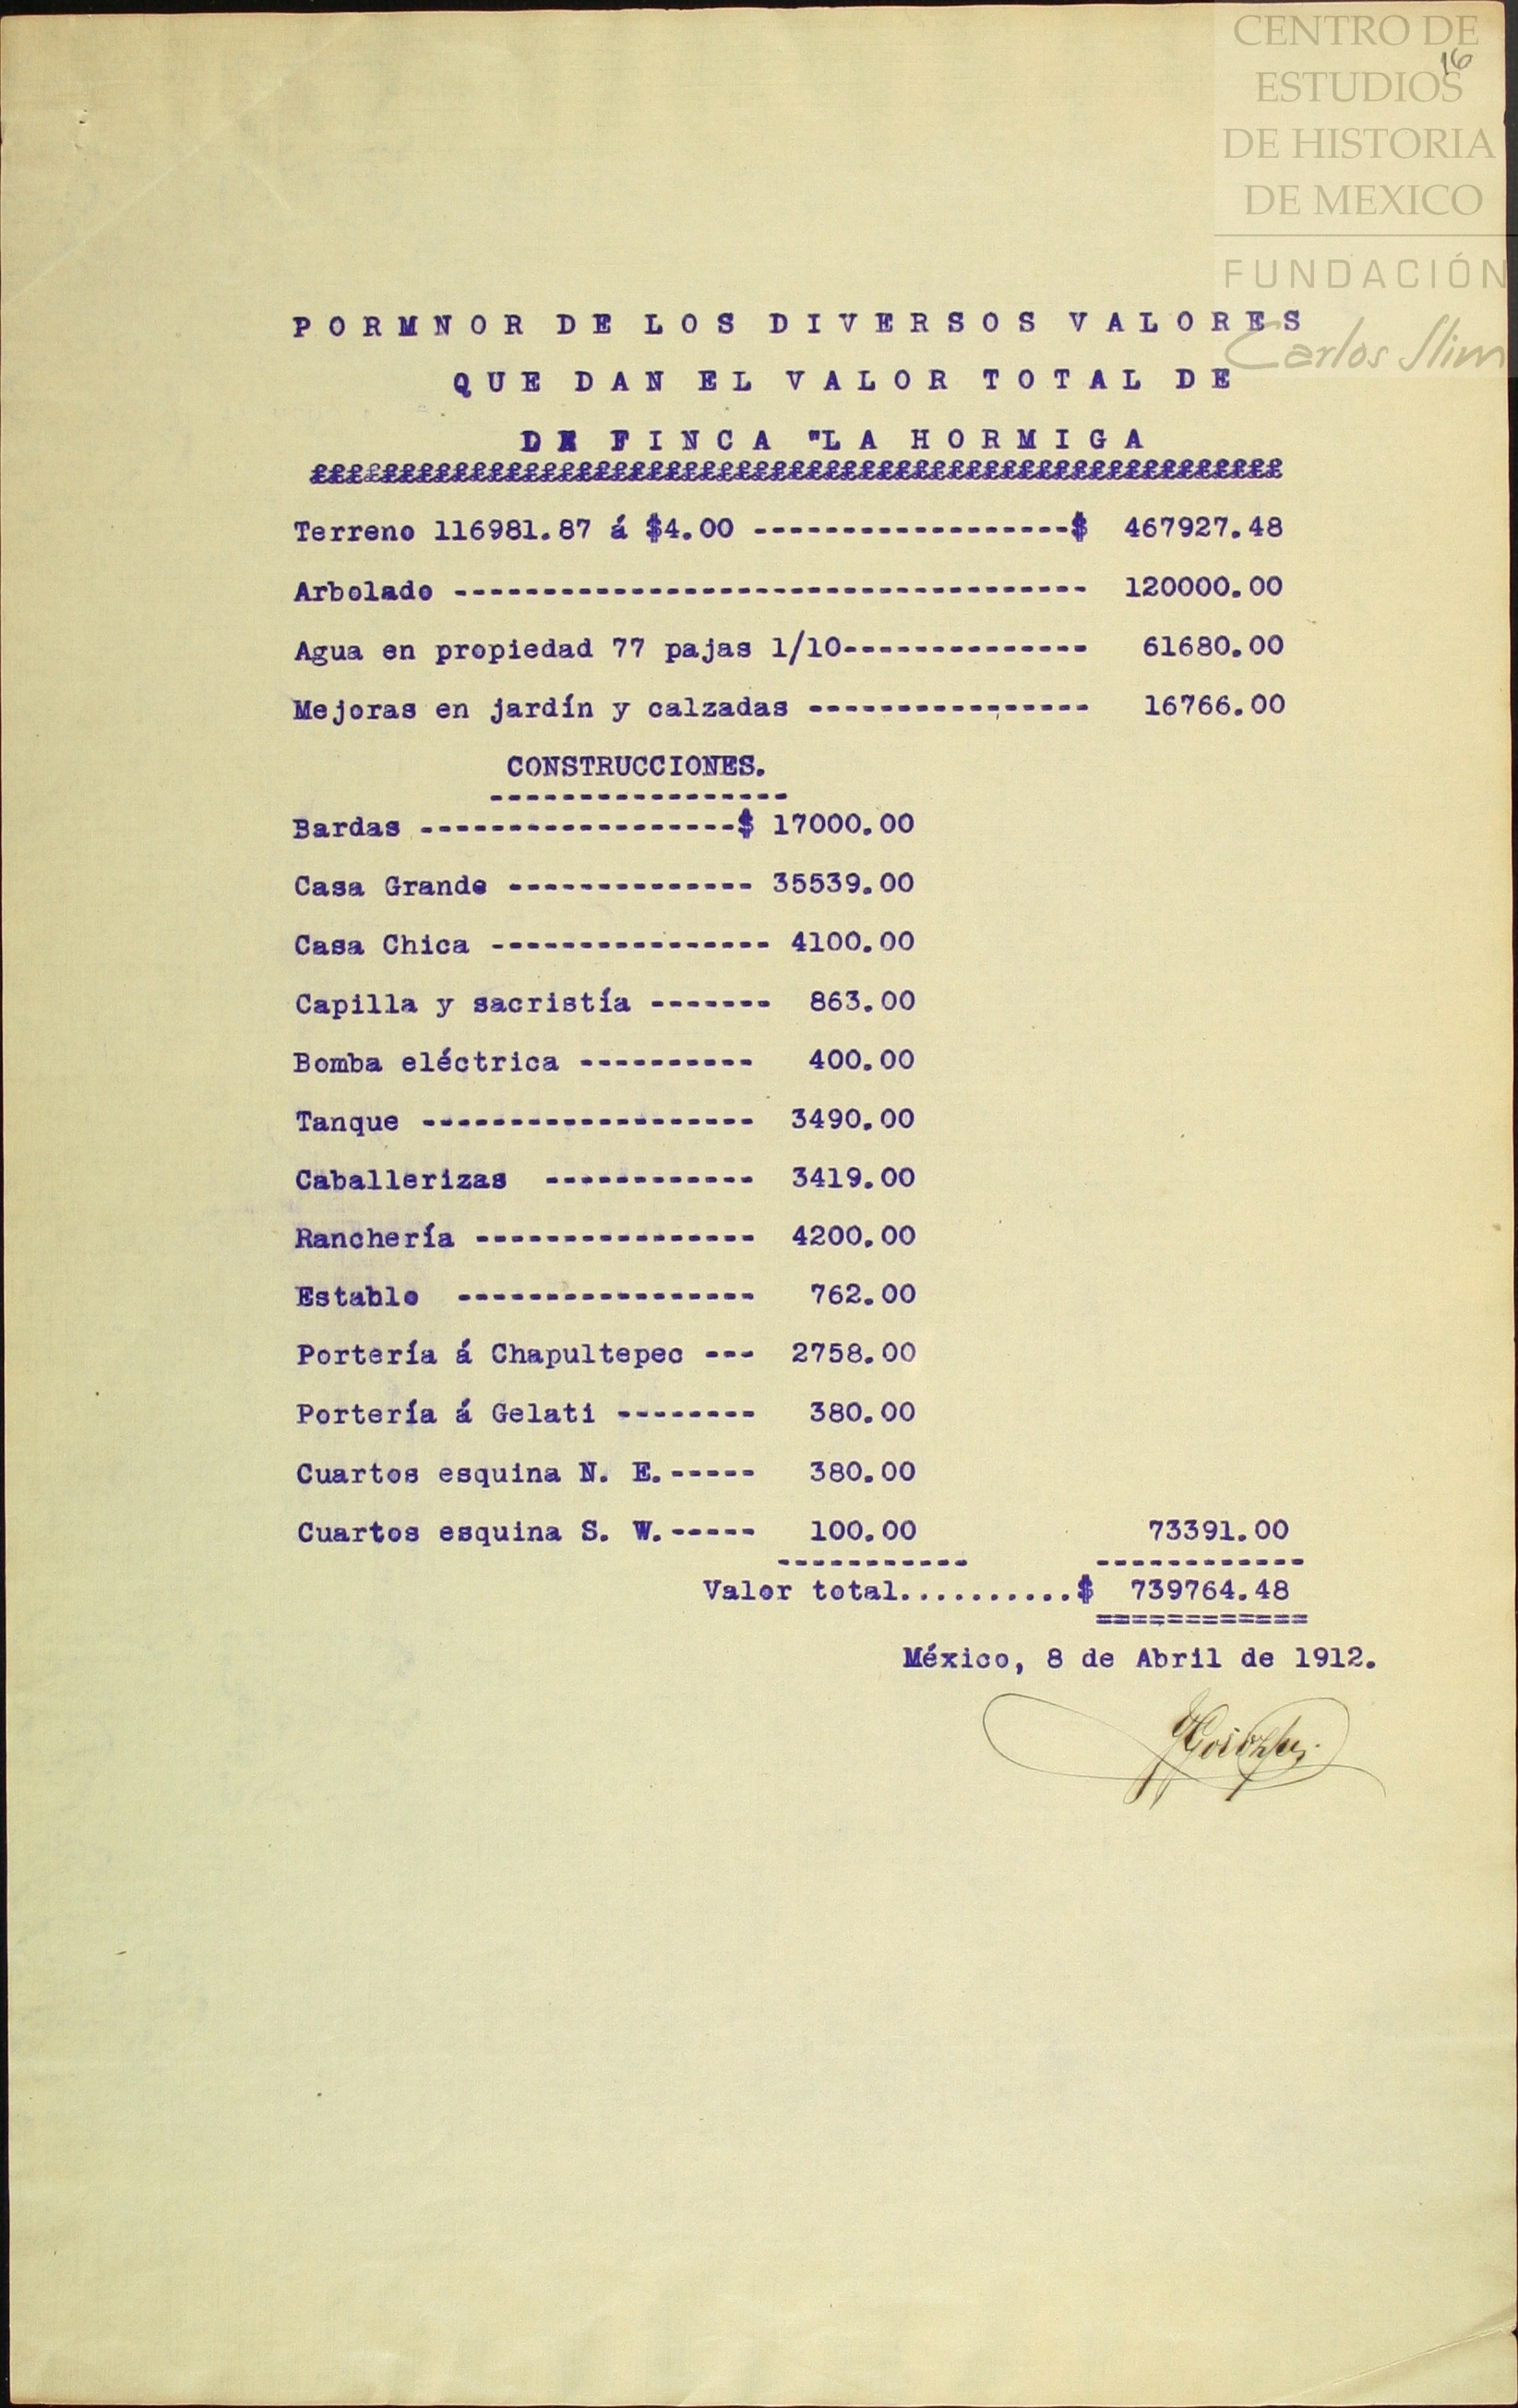 CENTRO DE
ESTUDIOS
DE HISTORIA
DE MEXICO
FUNDACIÓN
Carlos Slim
16
PORMNOR DE LOS DIVERSOS VALORES
QUE DAN EL VALOR TOTAL DE
DE FINCA "LA HORMIGA
££££££££££££££££££££££££££££££££££££££££££££££££££££££
Terreno 116981.87 á $4.00 ------------------$ 467927.48
Arbolado ------------------------------------ 120000.00
Agua en propiedad 77 pajas 1/10-------------- 61680.00
Mejoras en jardín y calzadas ---------------- 16766.00
CONSTRUCCIONES.
-----------------
Bardas ------------------$ 17000.00
Casa Grande -------------- 35539.00
Casa Chica ---------------- 4100.00
Capilla y sacristía ------- 863.00
Bomba eléctrica ---------- 400.00
Tanque ------------------- 3490.00
Caballerizas ------------ 3419.00
Ranchería ---------------- 4200.00
Establo ----------------- 762.00
Portería á Chapultepec --- 2758.00
Portería á Gelati -------- 380.00
Cuartos esquina N. E.----- 380.00
Cuartos esquina S. W.----- 100.00 73391.00
----------- ------------
Valor total..........$ 739764.48
============
México, 8 de Abril de 1912.